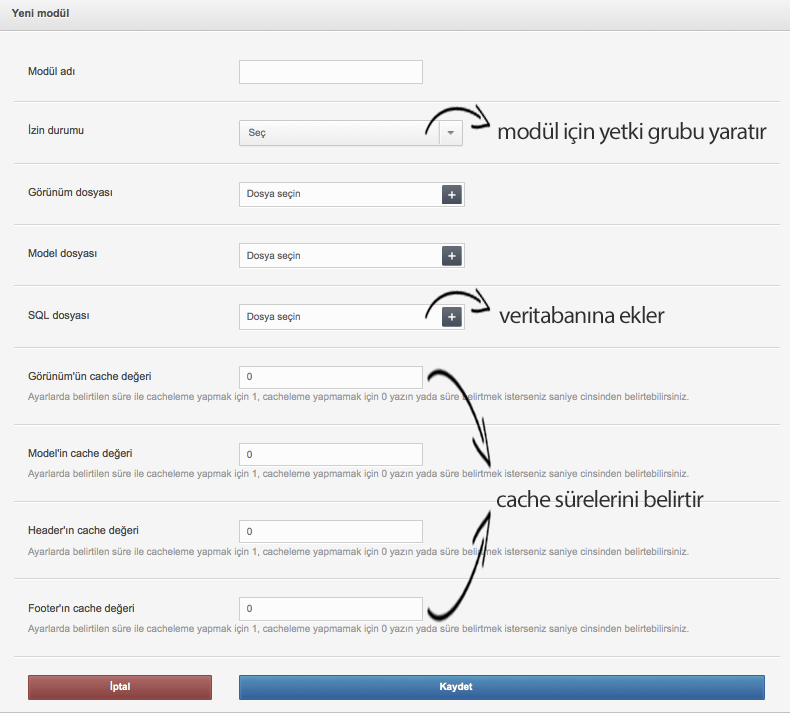 Yeni modül
Modül adı
İzin durumu
Seç
modül için yetki grubu yaratır
Görünüm dosyası
Dosya seçin
Model dosyası
Dosya seçin
SQL dosyası
Dosya seçin
veritabanına ekler
Görünüm'ün cache değeri
0
Ayarlarda belirtilen süre ile cacheleme yapmak için 1, cacheleme yapmamak için 0 yazın yada süre belirtmek isterseniz saniye cinsinden belirtebilirsiniz.
Model'in cache değeri
0
Ayarlarda belirtilen süre ile cacheleme yapmak için 1, cacheleme yapmamak için 0 yazın yada süre belirtmek isterseniz saniye cinsinden belirtebilirsiniz.
cache sürelerini belirtir
Header'ın cache değeri
0
Ayarlarda belirtilen süre ile cacheleme yapmak için 1, cacheleme yapmamak için 0 yazın yada süre belirtmek isterseniz saniye cinsinden belirtebilirsiniz.
Footer'ın cache değeri
0
Ayarlarda belirtilen süre ile cacheleme yapmak için 1, cacheleme yapmamak için 0 yazın yada süre belirtmek isterseniz saniye cinsinden belirtebilirsiniz.
İptal
Kaydet